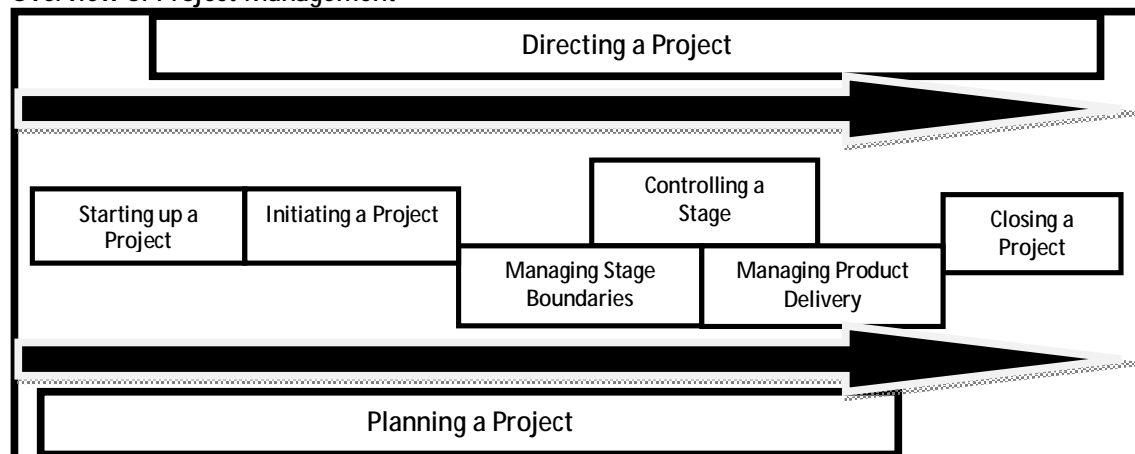 Overview of Project Management
Directing a Project
Starting up a
Project
Initiating a Project
Controlling a
Stage
Closing a
Project
Managing Stage
Boundaries
Managing Product
Delivery
Planning a Project